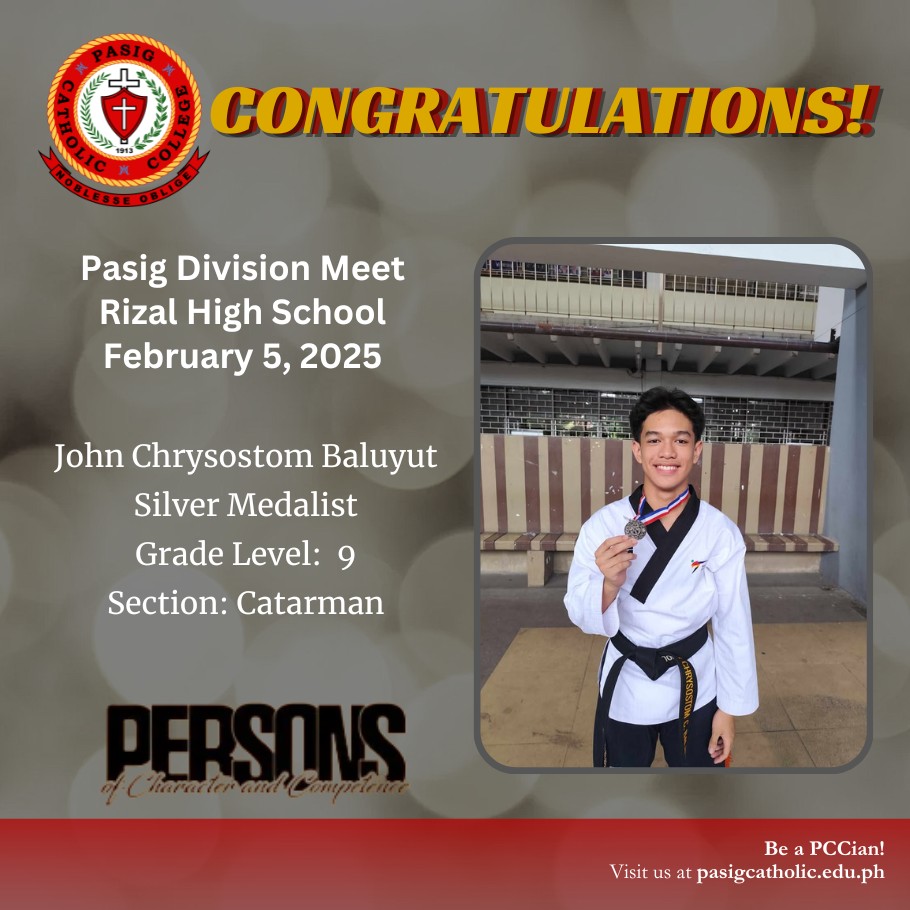 PASIG CATHOLIC COLLEGE
1913
NOBLESSE OBLIGE
CONGRATULATIONS!
Pasig Division Meet
Rizal High School
February 5, 2025
John Chrysostom Baluyut
Silver Medalist
Grade Level: 9
Section: Catarman
CHRYSOSTOM
PERSONS
of Character and Competence
Be a PCCian!
Visit us at pasigcatholic.edu.ph